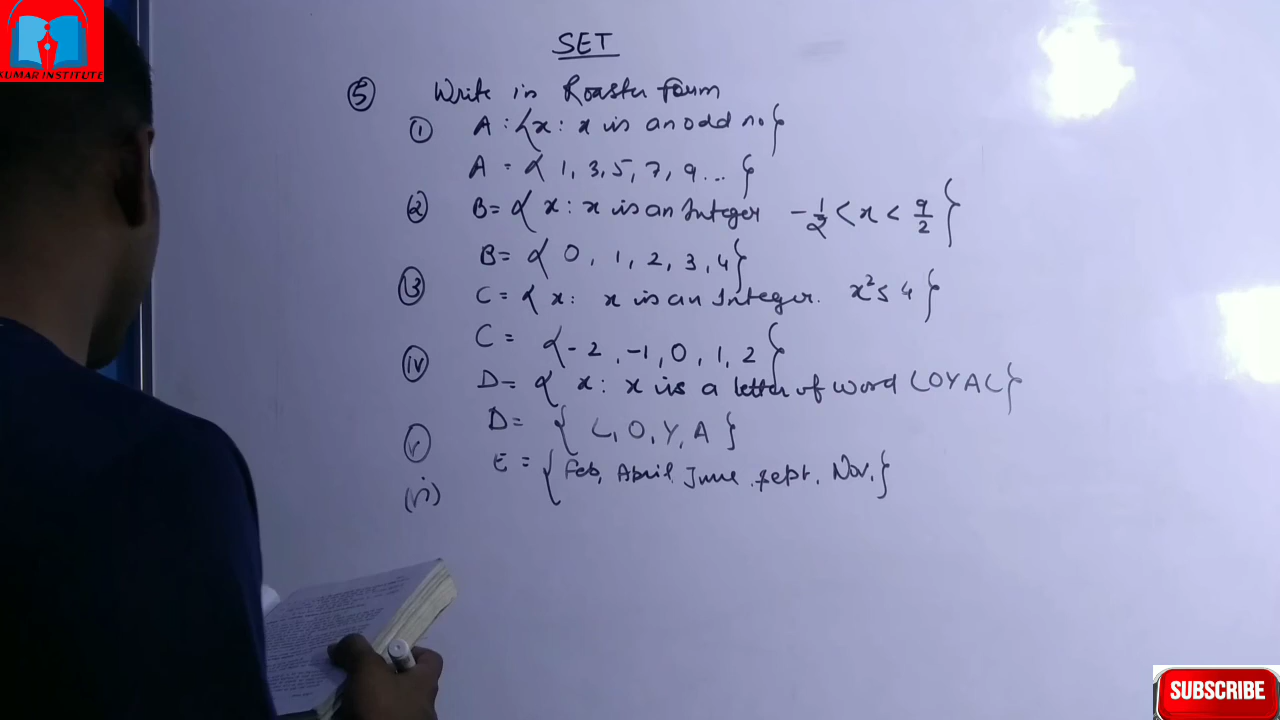 KUMAR INSTITUTE
SET
5 Write in Roaster form
① A : {x: x is an odd no}
A = { 1, 3, 5, 7, 9... }
② B = { x : x is an Integer -1/2 < x < 9/2 }
B = { 0, 1, 2, 3, 4}
(3 C = { x : x is an Integer. x² ≤ 4 }
C = { -2, -1, 0, 1, 2 }
iv D = { x : x is a letter of word LOYAL}
D = { L, O, Y, A }
v E = {Feb, April June sept. Nov.}
(vi)
SUBSCRIBE